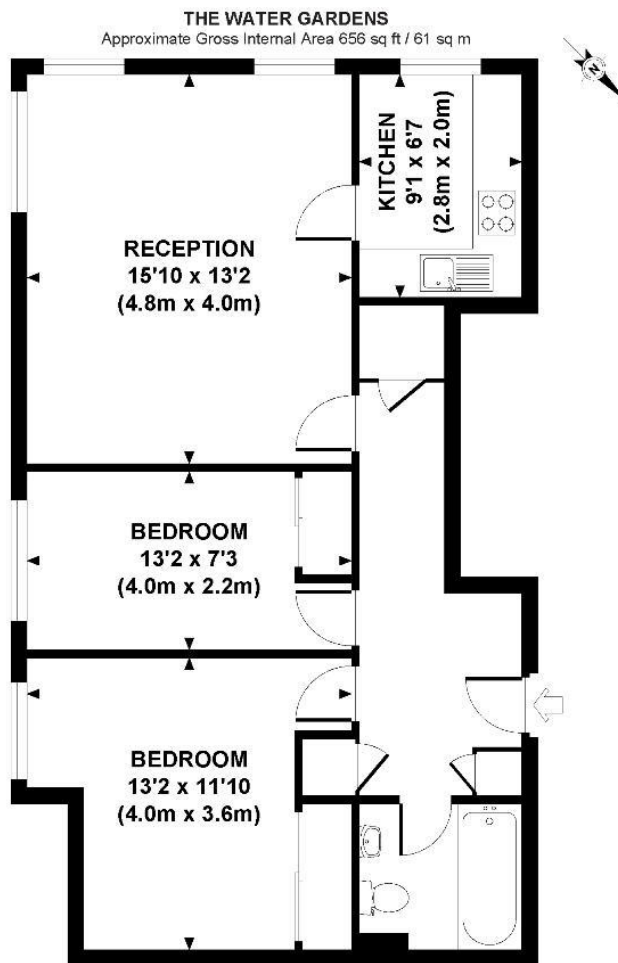 THE WATER GARDENS
Approximate Gross Internal Area 656 sq ft / 61 sq m
N
KITCHEN
9'1 x 6'7
(2.8m x 2.0m)
RECEPTION
15'10 x 13'2
(4.8m x 4.0m)
BEDROOM
13'2 x 7'3
(4.0m x 2.2m)
BEDROOM
13'2 x 11'10
(4.0m x 3.6m)